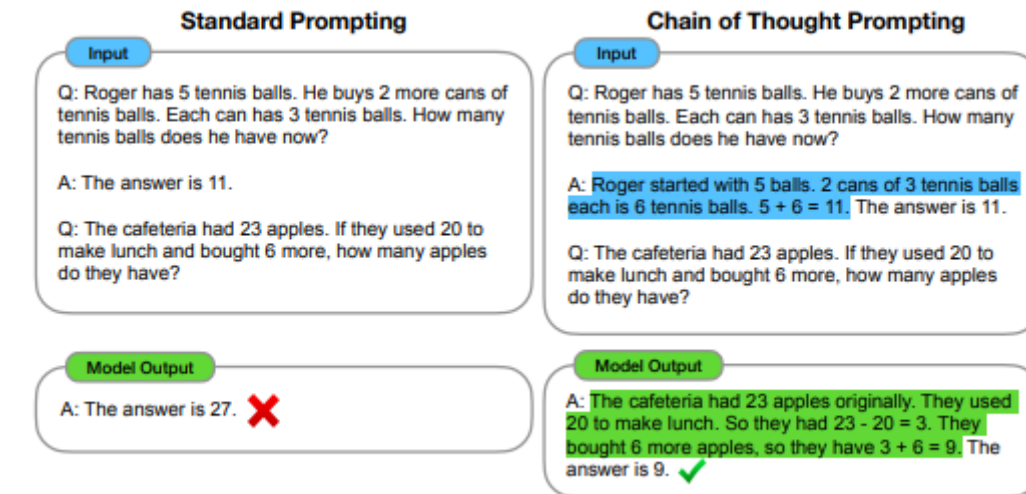 Standard Prompting
Input
Q: Roger has 5 tennis balls. He buys 2 more cans of
tennis balls. Each can has 3 tennis balls. How many
tennis balls does he have now?
A: The answer is 11.
Q: The cafeteria had 23 apples. If they used 20 to
make lunch and bought 6 more, how many apples
do they have?
Model Output
A: The answer is 27.
Chain of Thought Prompting
Input
Q: Roger has 5 tennis balls. He buys 2 more cans of
tennis balls. Each can has 3 tennis balls. How many
tennis balls does he have now?
A: Roger started with 5 balls. 2 cans of 3 tennis balls
each is 6 tennis balls. 5 + 6 = 11. The answer is 11.
Q: The cafeteria had 23 apples. If they used 20 to
make lunch and bought 6 more, how many apples
do they have?
Model Output
A: The cafeteria had 23 apples originally. They used
20 to make lunch. So they had 23 - 20 = 3. They
bought 6 more apples, so they have 3 + 6 = 9. The
answer is 9.